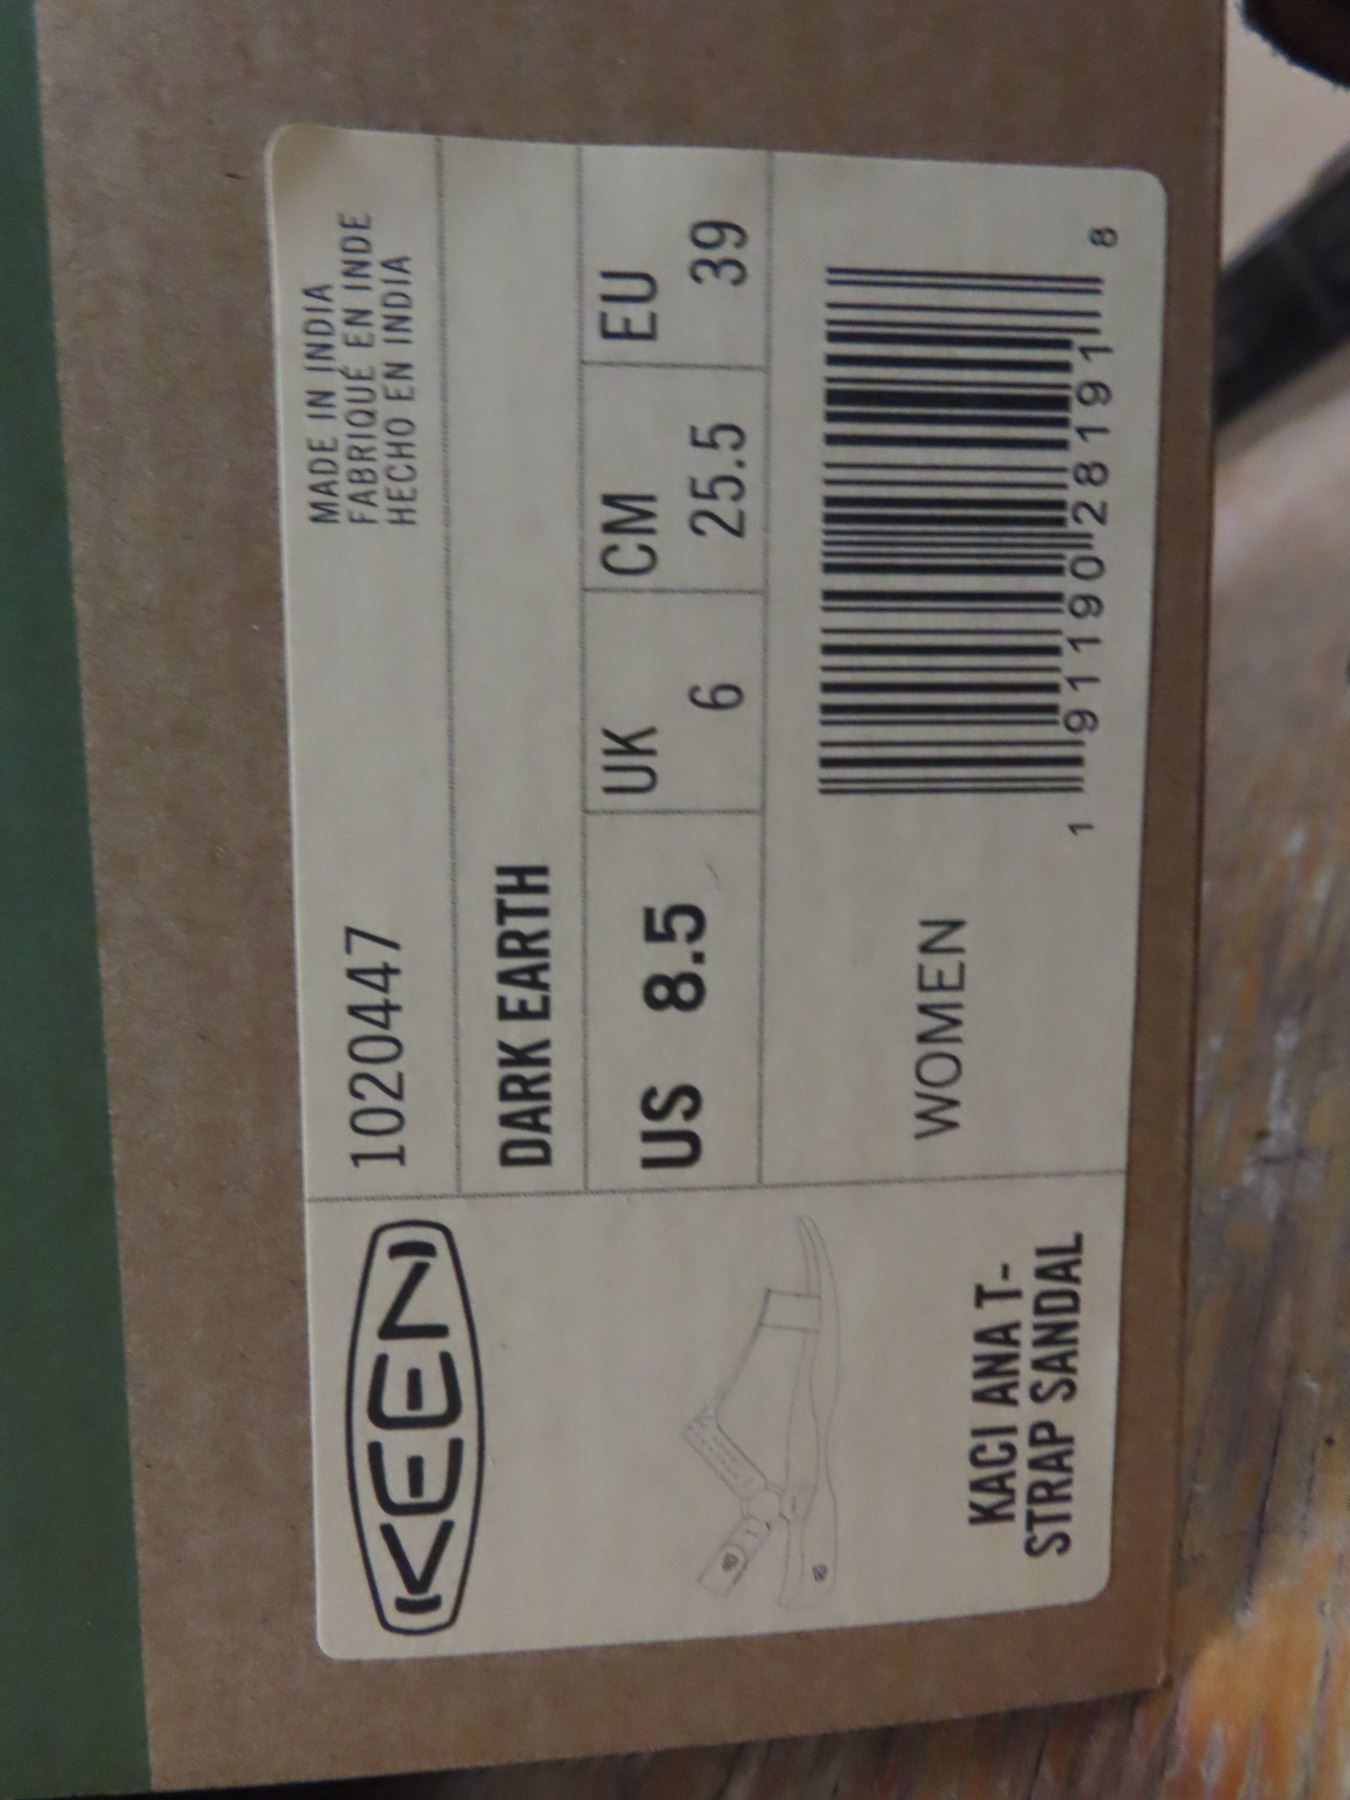 KEEN
1020447
MADE IN INDIA
FABRIQUÉ EN INDE
HECHO EN INDIA
DARK EARTH
US 8.5
UK
6
CM
25.5
EU
39
WOMEN
1 91190 28191 8
KACI ANA T-
STRAP SANDAL